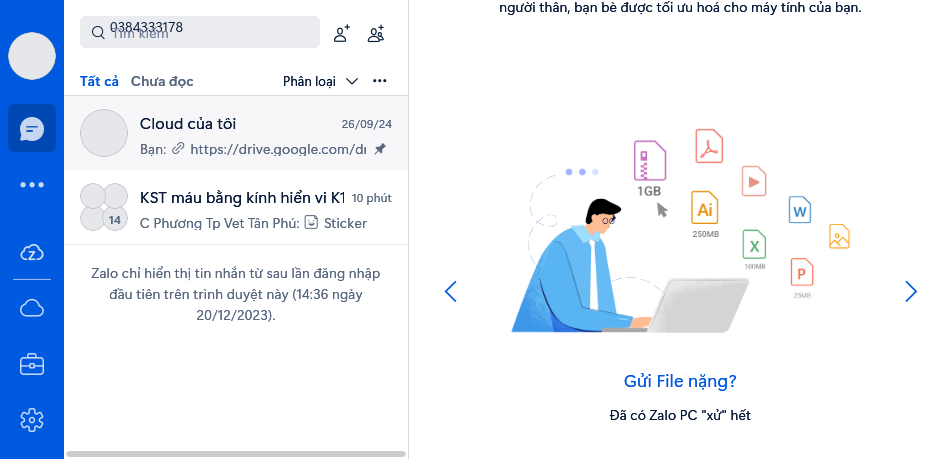 0384333178
Tìm kiếm
Tất cả Chưa đọc Phân loại
Cloud của tôi 26/09/24
Bạn: https://drive.google.com/dr
KST máu bằng kính hiển vi K1 10 phút
14
C Phương Tp Vet Tân Phú: Sticker
Zalo chỉ hiển thị tin nhắn từ sau lần đăng nhập
đầu tiên trên trình duyệt này (14:36 ngày
20/12/2023).
người thân, bạn bè được tối ưu hoá cho máy tính của bạn.
1GB
Ai
250MB
W
X
100MB
P
25MB
Z
Gửi File nặng?
Đã có Zalo PC "xử" hết